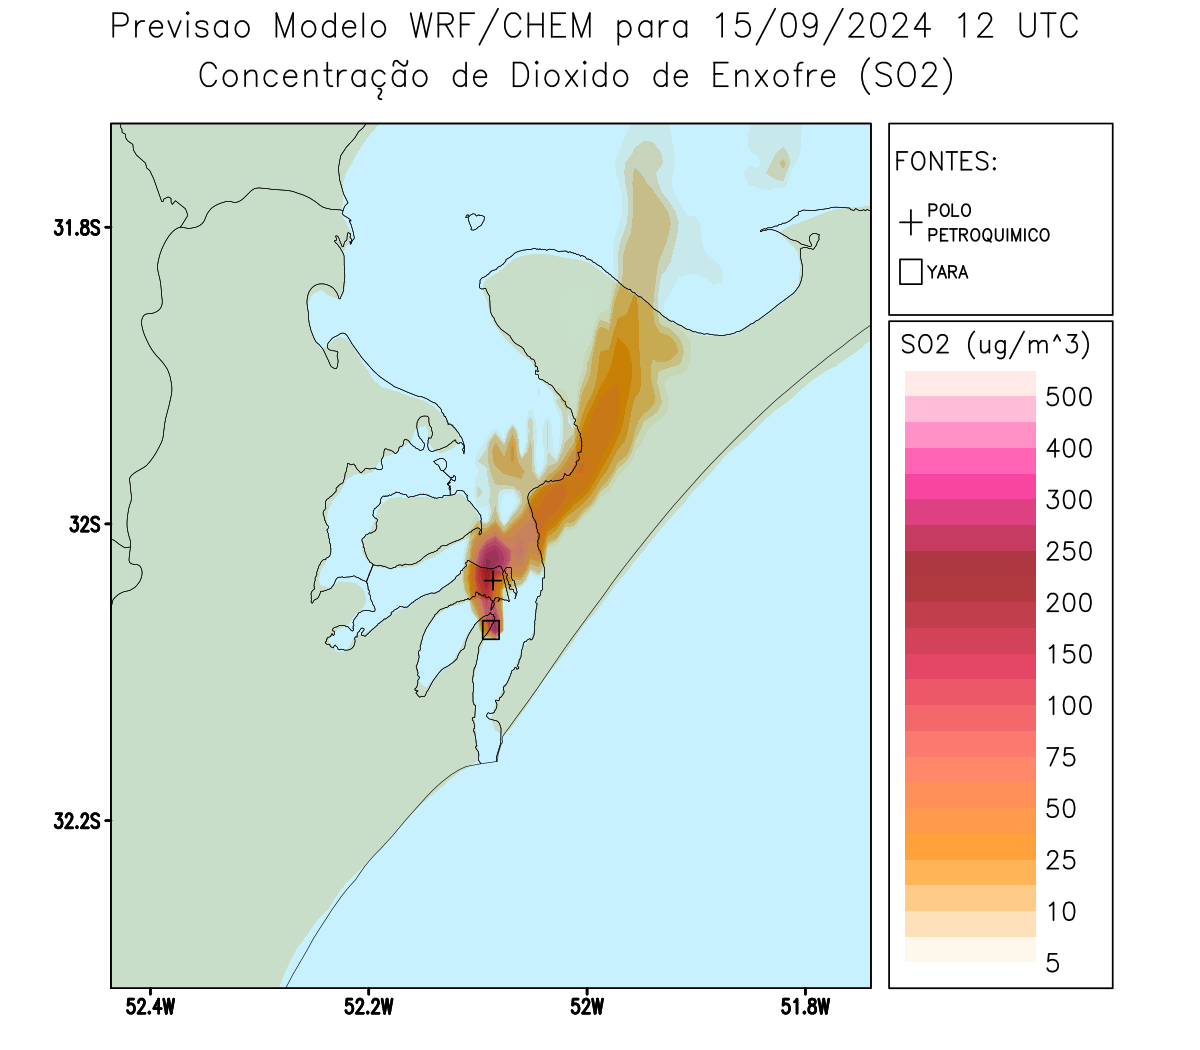 Previsao Modelo WRF/CHEM para 15/09/2024 12 UTC
Concentração de Dioxido de Enxofre (SO2)
FONTES:
POLO
PETROQUIMICO
YARA
31.8S
32S
32.2S
52.4W
52.2W
52W
51.8W
SO2 (ug/m^3)
500
400
300
250
200
150
100
75
50
25
10
5